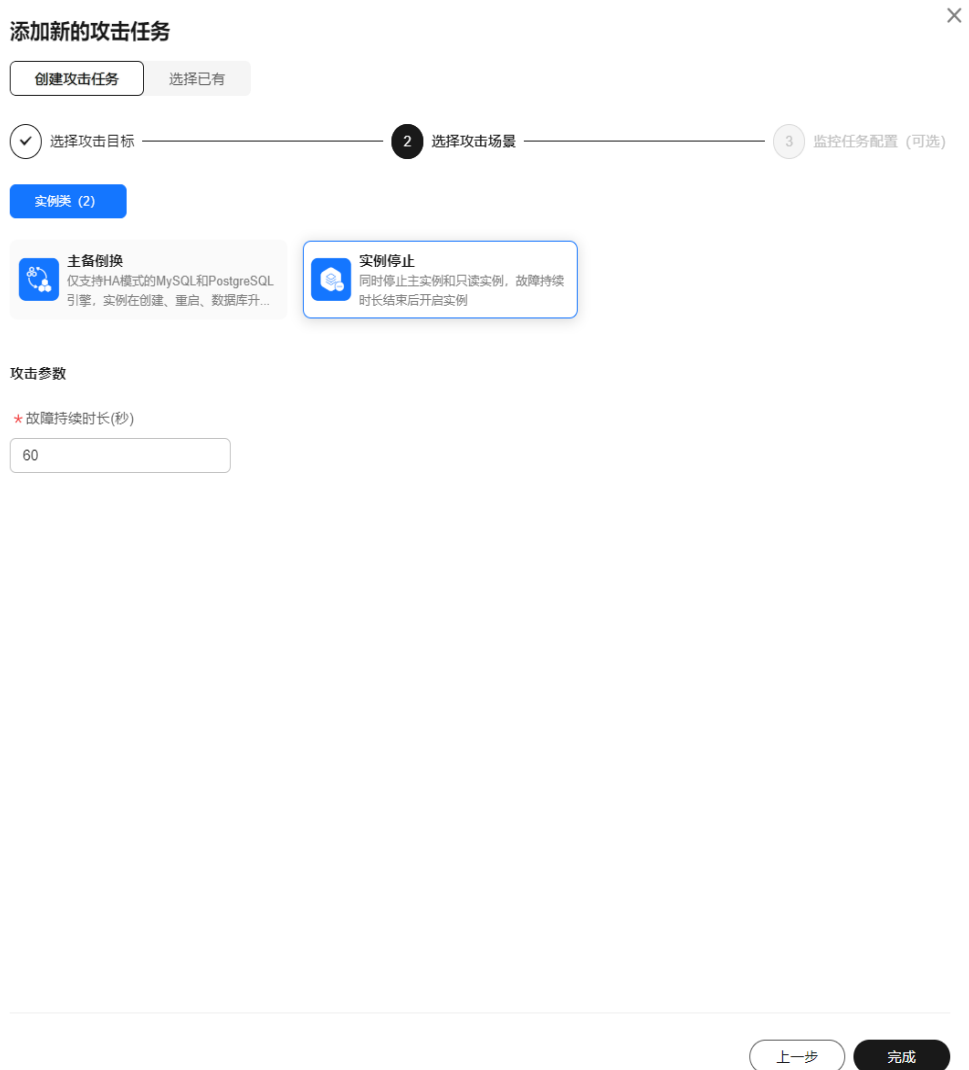 添加新的攻击任务
创建攻击任务
选择已有
选择攻击目标
2
选择攻击场景
3
监控任务配置（可选）
实例类（2）
主备倒换
仅支持HA模式的MySQL和PostgreSQL
引擎，实例在创建、重启、数据库升...
实例停止
同时停止主实例和只读实例，故障持续
时长结束后开启实例
攻击参数
*故障持续时长(秒)
60
上一步
完成